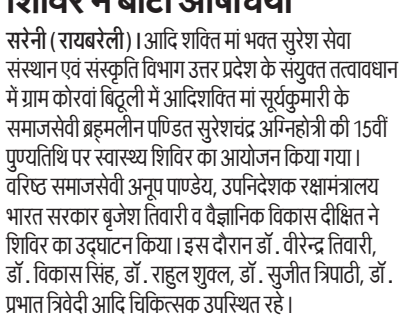 शिविर में बांटी औषधियां
सरेनी (रायबरेली)। आदि शक्ति मां भक्त सुरेश सेवा
संस्थान एवं संस्कृति विभाग उत्तर प्रदेश के संयुक्त तत्वावधान
में ग्राम कोरवां बिठूली में आदिशक्ति मां सूर्यकुमारी के
समाजसेवी ब्रह्मलीन पण्डित सुरेशचंद्र अग्निहोत्री की 15वीं
पुण्यतिथि पर स्वास्थ्य शिविर का आयोजन किया गया।
वरिष्ठ समाजसेवी अनूप पाण्डेय, उपनिदेशक रक्षामंत्रालय
भारत सरकार बृजेश तिवारी व वैज्ञानिक विकास दीक्षित ने
शिविर का उद्घाटन किया। इस दौरान डॉ. वीरेन्द्र तिवारी,
डॉ. विकास सिंह, डॉ. राहुल शुक्ल, डॉ. सुजीत त्रिपाठी, डॉ.
प्रभात त्रिवेदी आदि चिकित्सक उपस्थित रहे।